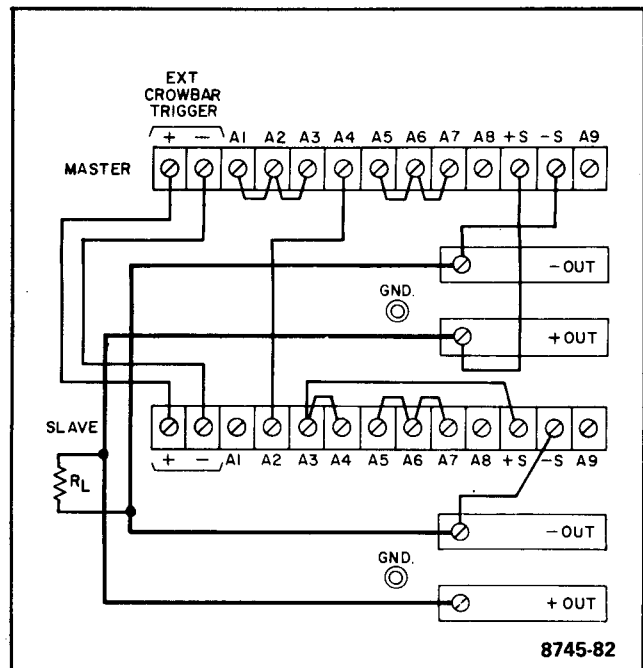 EXT
CROWBAR
TRIGGER
+ − A1 A2 A3 A4 A5 A6 A7 A8 +S −S A9
MASTER
− OUT
GND.
+ OUT
SLAVE
+ − A1 A2 A3 A4 A5 A6 A7 A8 +S −S A9
RL
− OUT
GND.
+ OUT
8745-82